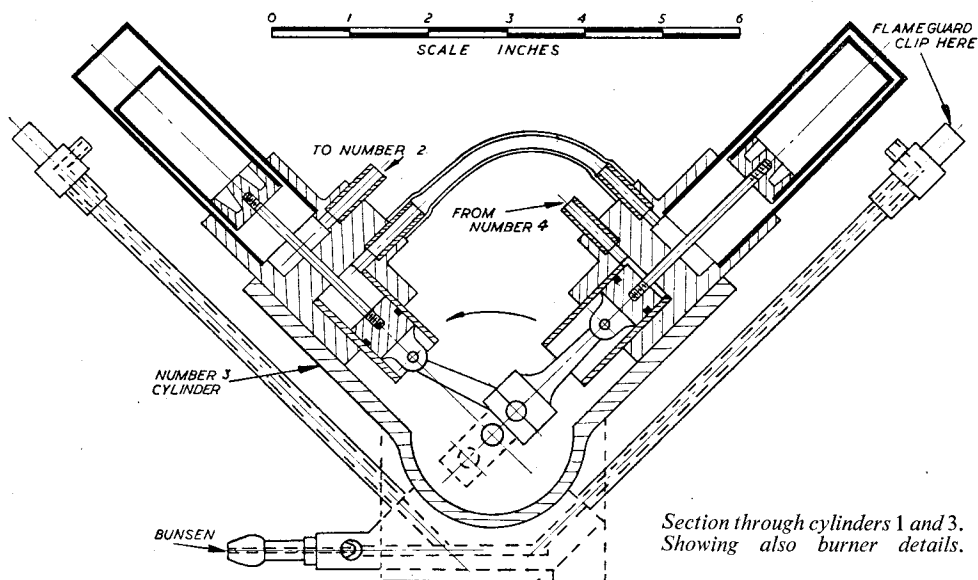 0 1 2 3 4 5 6
SCALE INCHES
FLAMEGUARD
CLIP HERE
TO NUMBER 2.
FROM
NUMBER 4
NUMBER 3
CYLINDER
BUNSEN
Section through cylinders 1 and 3.
Showing also burner details.